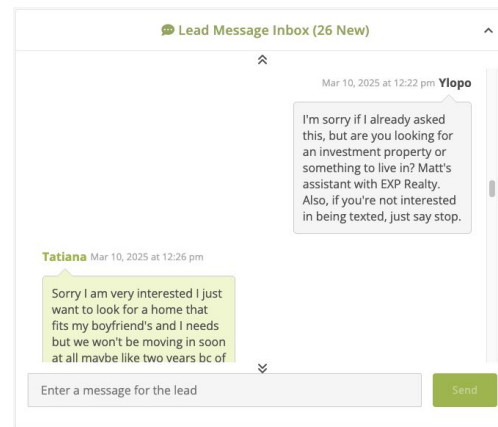 Lead Message Inbox (26 New)
Mar 10, 2025 at 12:22 pm Ylopo
I'm sorry if I already asked
this, but are you looking for
an investment property or
something to live in? Matt's
assistant with EXP Realty.
Also, if you're not interested
in being texted, just say stop.
Tatiana Mar 10, 2025 at 12:26 pm
Sorry I am very interested I just
want to look for a home that
fits my boyfriend's and I needs
but we won't be moving in soon
at all maybe like two years bc of
Enter a message for the lead
Send